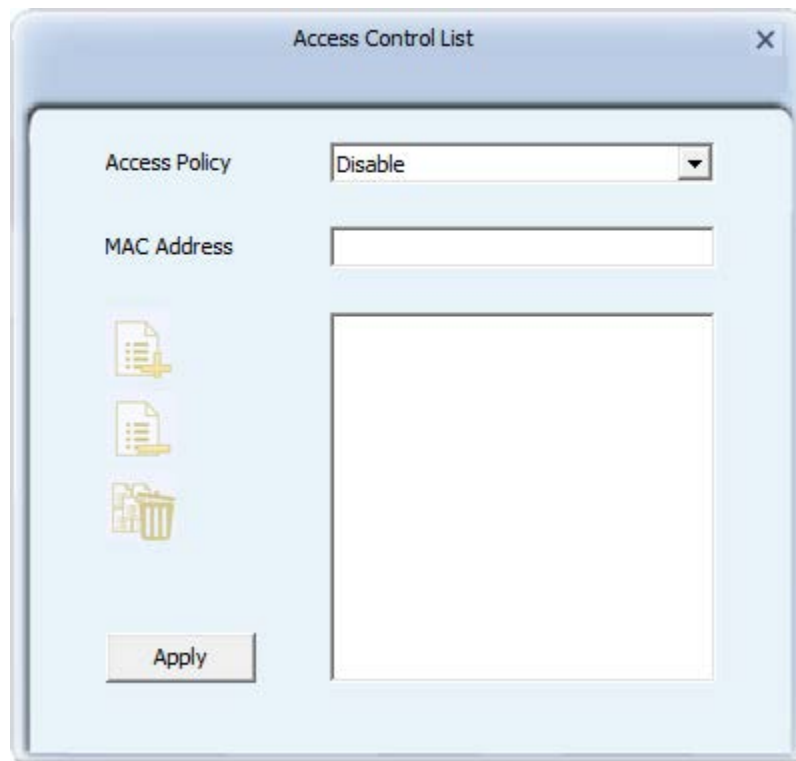 Access Control List
Access Policy
Disable
MAC Address
Apply